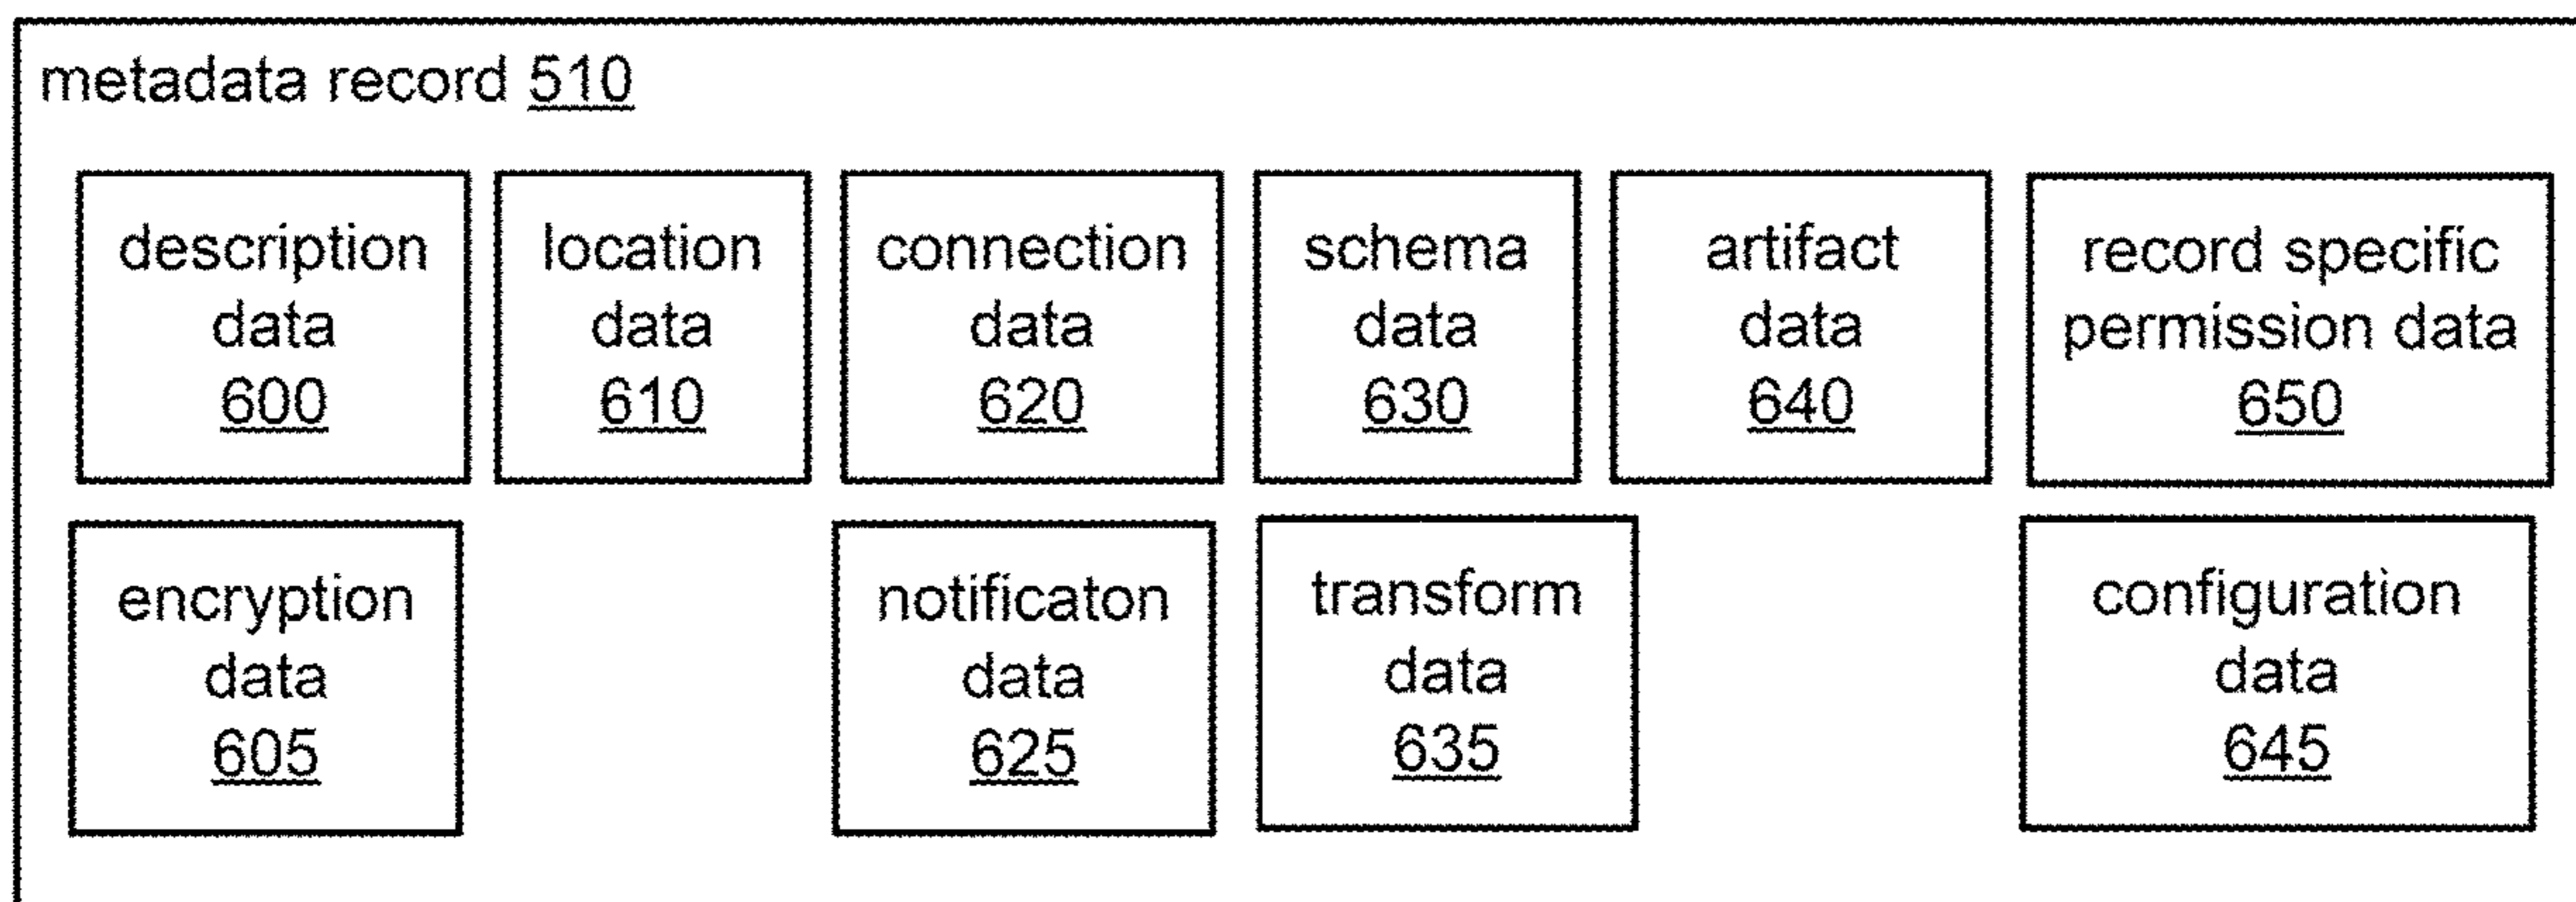 metadata record 510
description
data
600
location
data
610
connection
data
620
schema
data
630
artifact
data
640
record specific
permission data
650
encryption
data
605
notificaton
data
625
transform
data
635
configuration
data
645